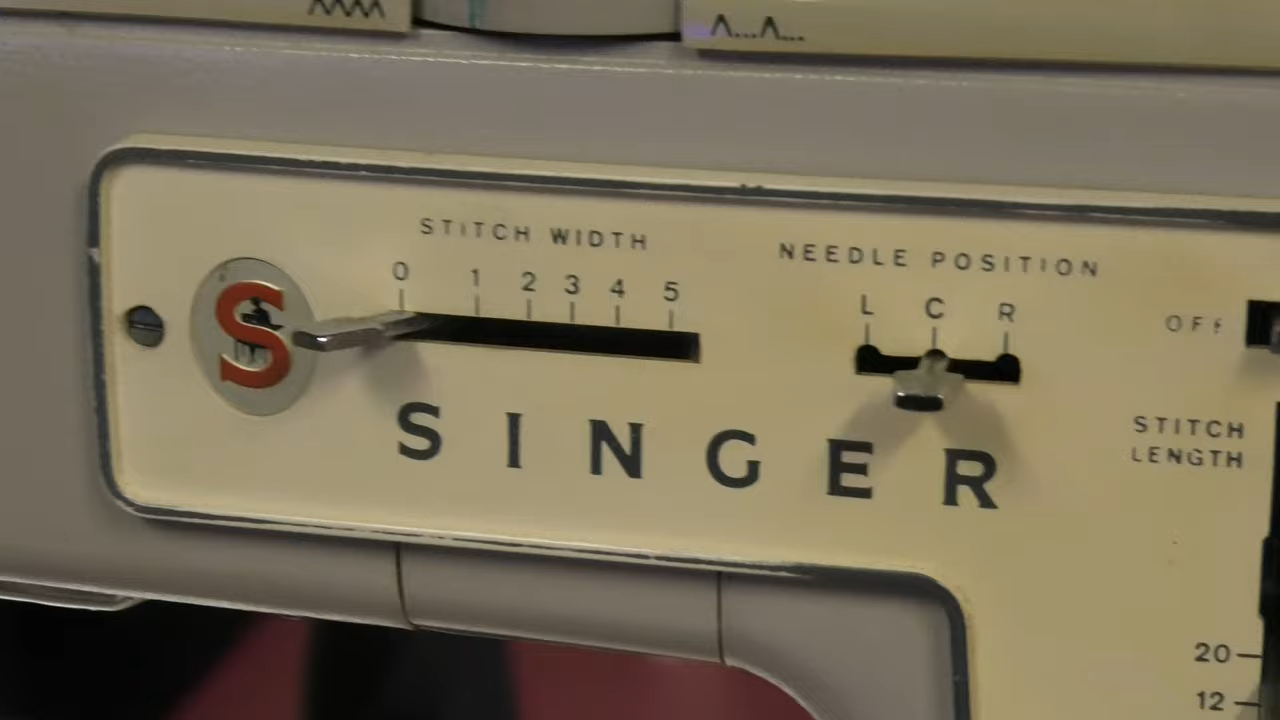 STITCH WIDTH
0 1 2 3 4 5
NEEDLE POSITION
L C R
OFF
S
SINGER
STITCH
LENGTH
20
12